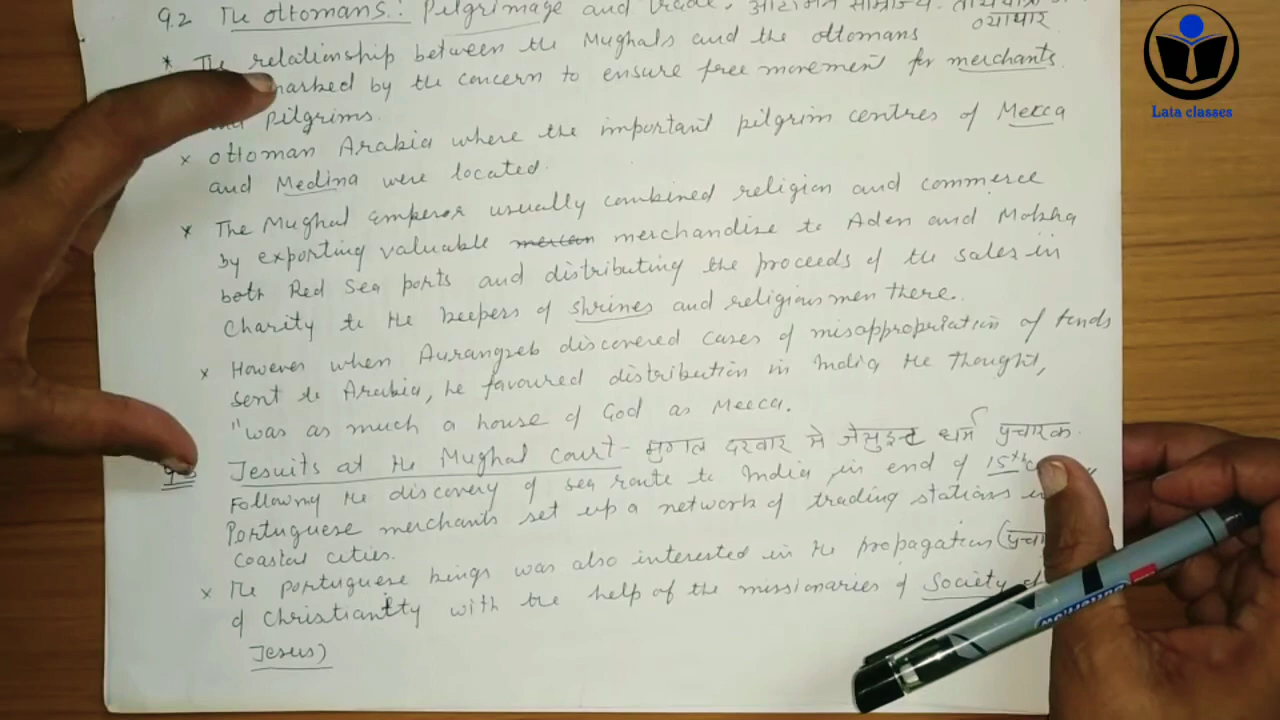 9.2 The Ottomans: Pilgrimage and trade.
व्यापार
* The relationship between the Mughals and the Ottomans
marked by the concern to ensure free movement for merchants
pilgrims.
× Ottoman Arabia where the important pilgrim centres of Mecca
and Medina were located.
* The Mughal emperor usually combined religion and commerce
by exporting valuable merchandise to Aden and Mokha
both Red Sea ports and distributing the proceeds of the sales in
charity to the keepers of shrines and religious men there.
× However when Aurangzeb discovered cases of misappropriation of funds
sent to Arabia, he favoured distribution in India he thought,
"was as much a house of God as Mecca.
Jesuits at the Mughal court - मुगल दरबार मे जेसुइट धर्म प्रचारक
Following the discovery of sea route to India in end of 15th
Portuguese merchants set up a network of trading stations in
coastal cities.
× The Portuguese kings was also interested in the propagation
of Christianity with the help of the missionaries of Society of
Jesus)
Lata classes